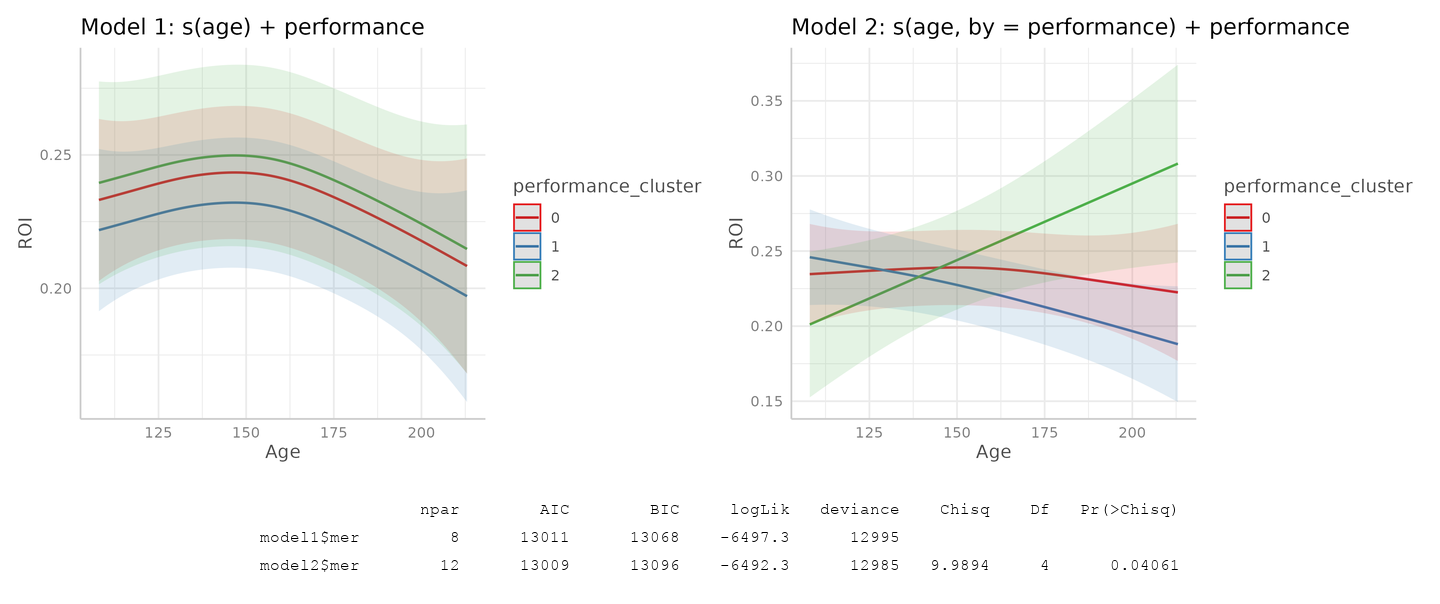 Model 1: s(age) + performance
0.25
0.20
ROI
125 150 175 200
Age
performance_cluster
0
1
2
Model 2: s(age, by = performance) + performance
0.35
0.30
0.25
0.20
0.15
ROI
125 150 175 200
Age
performance_cluster
0
1
2
npar AIC BIC logLik deviance Chisq Df Pr(>Chisq)
model1$mer 8 13011 13068 -6497.3 12995
model2$mer 12 13009 13096 -6492.3 12985 9.9894 4 0.04061